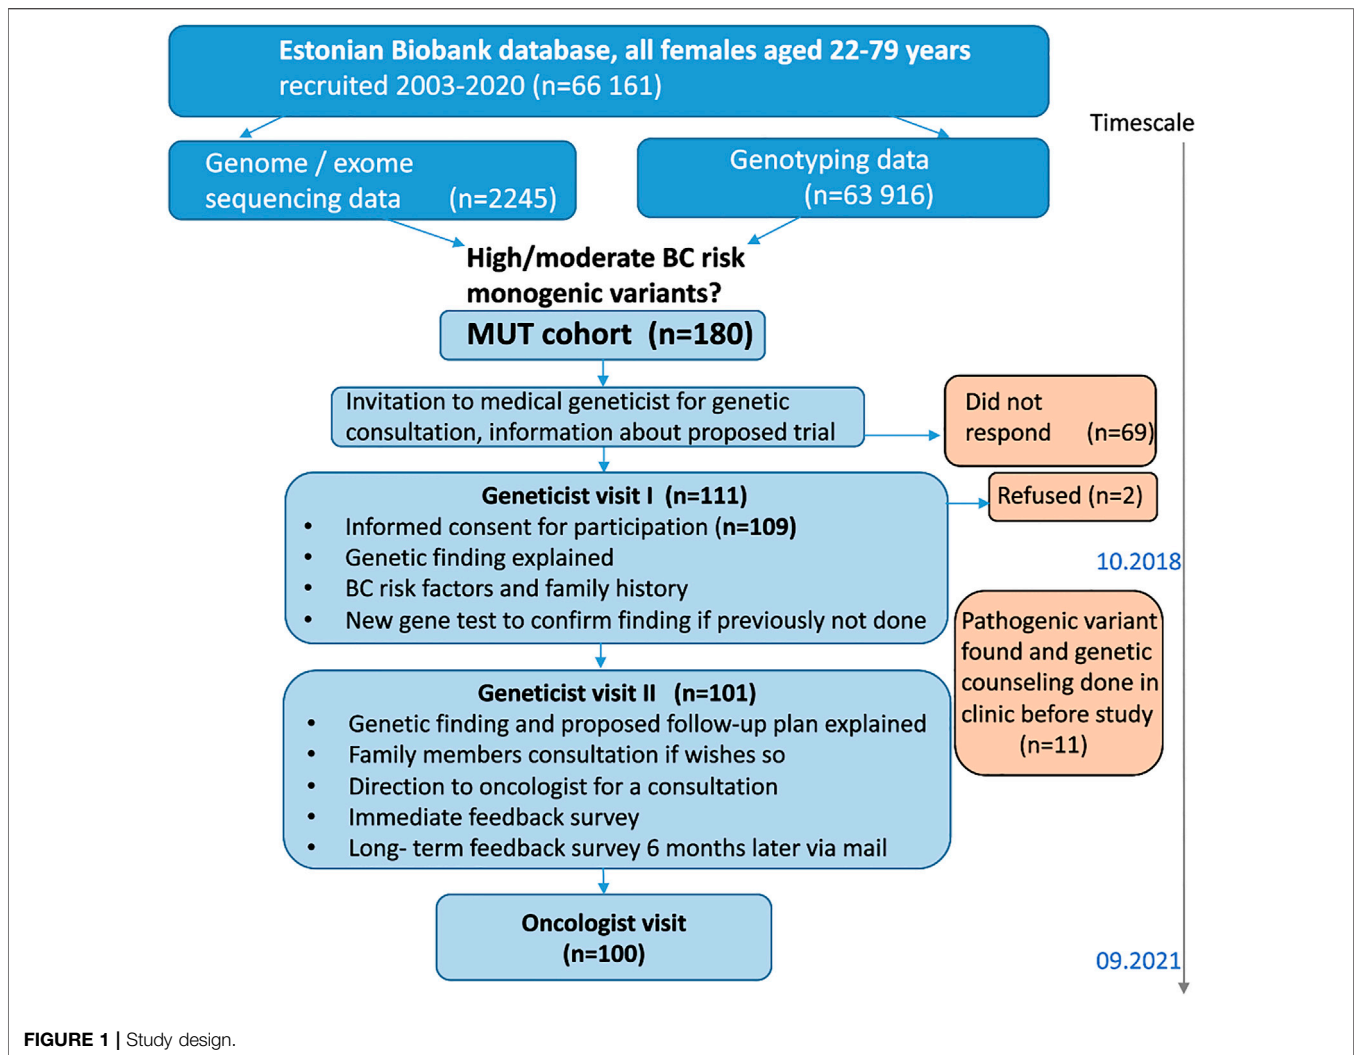 Estonian Biobank database, all females aged 22-79 years
recruited 2003-2020 (n=66 161)
Timescale
Genome / exome
sequencing data (n=2245)
Genotyping data
(n=63 916)
High/moderate BC risk
monogenic variants?
MUT cohort (n=180)
Invitation to medical geneticist for genetic
consultation, information about proposed trial
Did not
respond (n=69)
Geneticist visit I (n=111)
• Informed consent for participation (n=109)
• Genetic finding explained
• BC risk factors and family history
• New gene test to confirm finding if previously not done
Refused (n=2)
10.2018
Pathogenic variant
found and genetic
counseling done in
clinic before study
(n=11)
Geneticist visit II (n=101)
• Genetic finding and proposed follow-up plan explained
• Family members consultation if wishes so
• Direction to oncologist for a consultation
• Immediate feedback survey
• Long- term feedback survey 6 months later via mail
Oncologist visit
(n=100)
09.2021
FIGURE 1 | Study design.